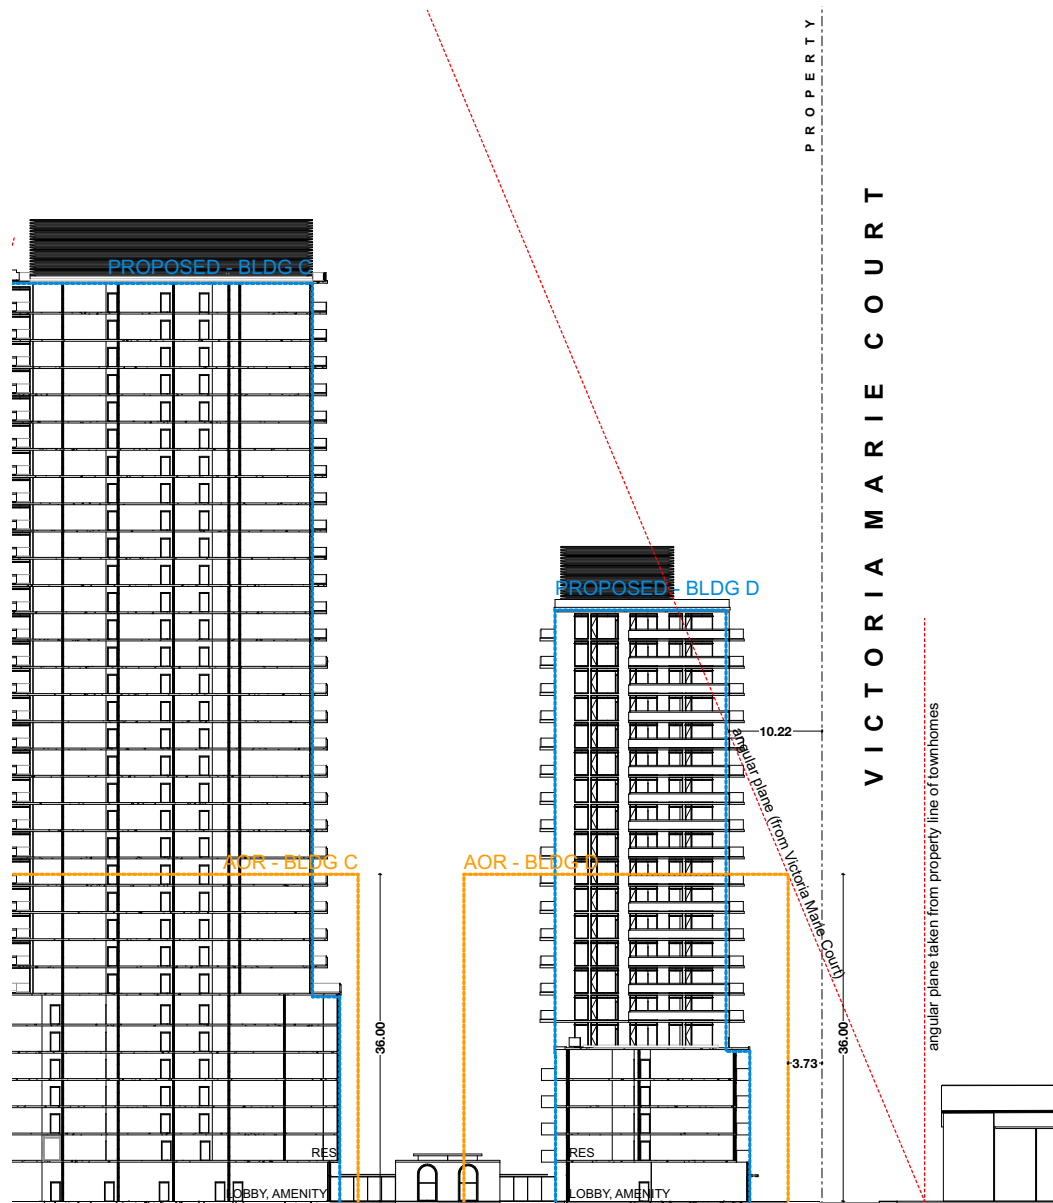 PROPERTY
VICTORIA MARIE COURT
PROPOSED - BLDG C
PROPOSED - BLDG D
10.22
angular plane (from Victoria Marie Court)
angular plane taken from property line of townhomes
AOR - BLDG C
AOR - BLDG D
36.00
36.00
3.73
RES
RES
LOBBY, AMENITY
LOBBY, AMENITY